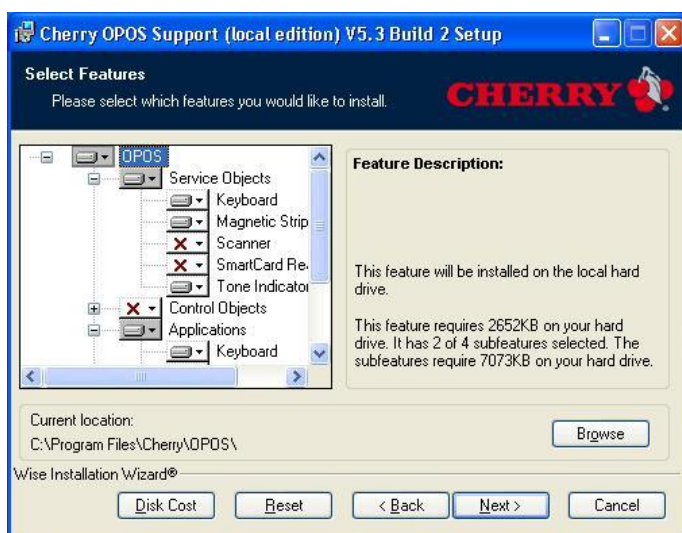 Cherry OPOS Support (local edition) V5.3 Build 2 Setup
Select Features
Please select which features you would like to install.
CHERRY
OPOS
Service Objects
Keyboard
Magnetic Strip
Scanner
SmartCard Re
Tone Indicator
Control Objects
Applications
Keyboard
Feature Description:
This feature will be installed on the local hard
drive.
This feature requires 2652KB on your hard
drive. It has 2 of 4 subfeatures selected. The
subfeatures require 7073KB on your hard drive.
Current location:
C:\Program Files\Cherry\OPOS\
Browse
Wise Installation Wizard®
Disk Cost
Reset
< Back
Next >
Cancel